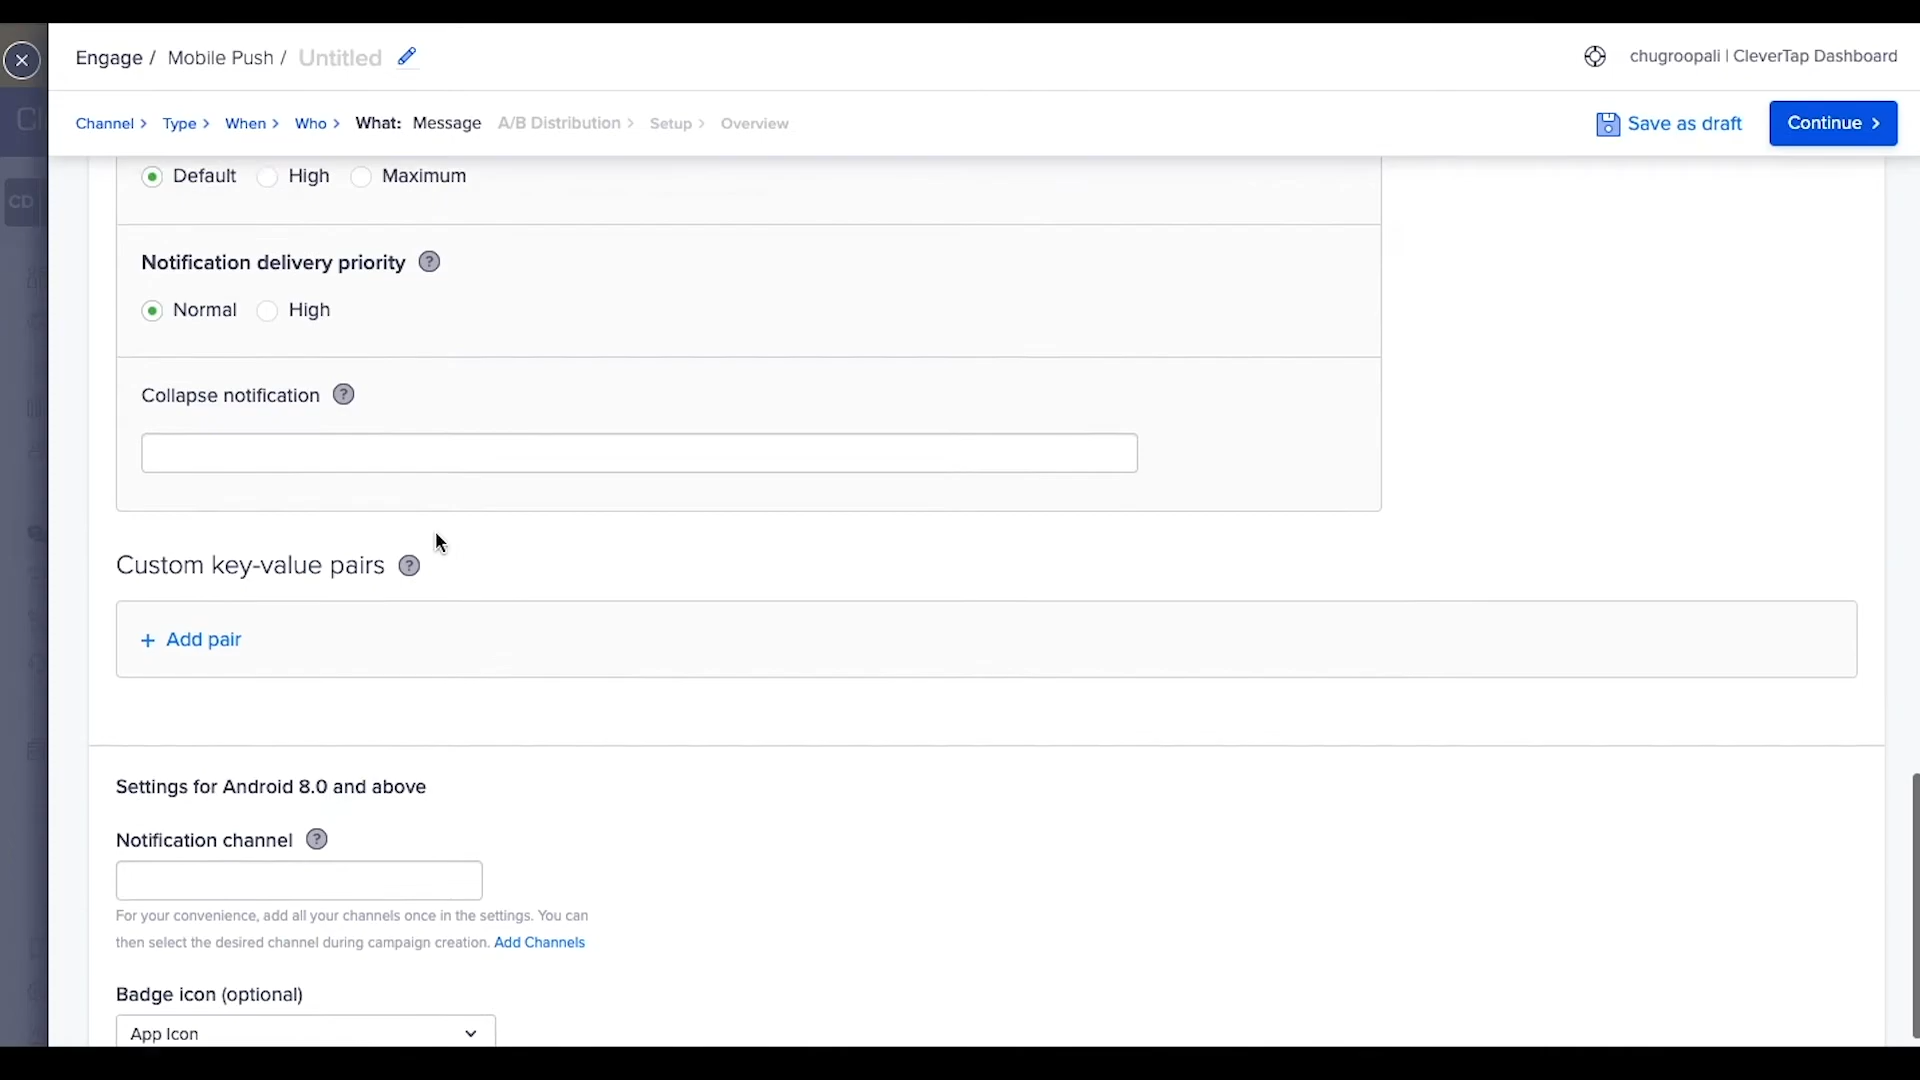 Engage / Mobile Push / Untitled
chugroopali | CleverTap Dashboard
Channel > Type > When > Who > What: Message A/B Distribution > Setup > Overview
Save as draft
Continue >
CD
Default High Maximum
Notification delivery priority ?
Normal High
Collapse notification ?
Custom key-value pairs ?
+ Add pair
Settings for Android 8.0 and above
Notification channel ?
For your convenience, add all your channels once in the settings. You can
then select the desired channel during campaign creation. Add Channels
Badge icon (optional)
App Icon